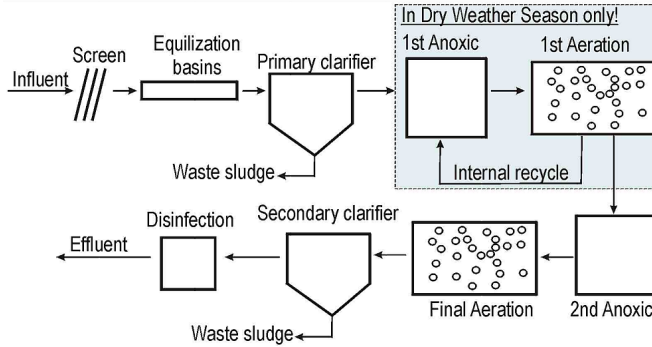 In Dry Weather Season only!
Screen
Equilization
basins
Primary clarifier
1st Anoxic
1st Aeration
Influent
Waste sludge
Internal recycle
Disinfection
Secondary clarifier
Effluent
Final Aeration
2nd Anoxic
Waste sludge